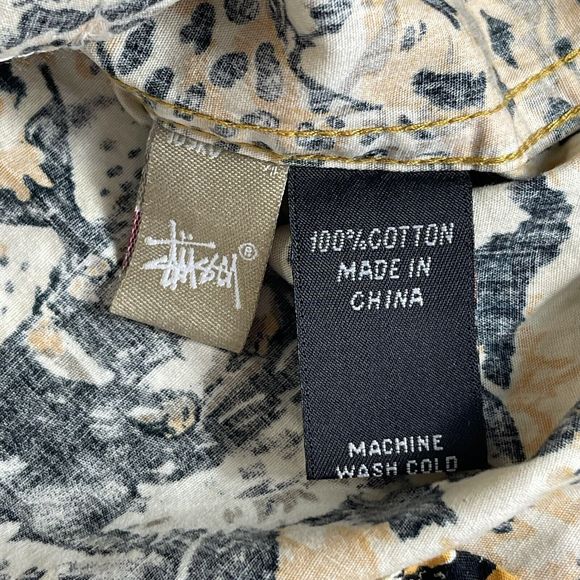 Stüssy®
100% COTTON
MADE IN
CHINA
MACHINE
WASH COLD